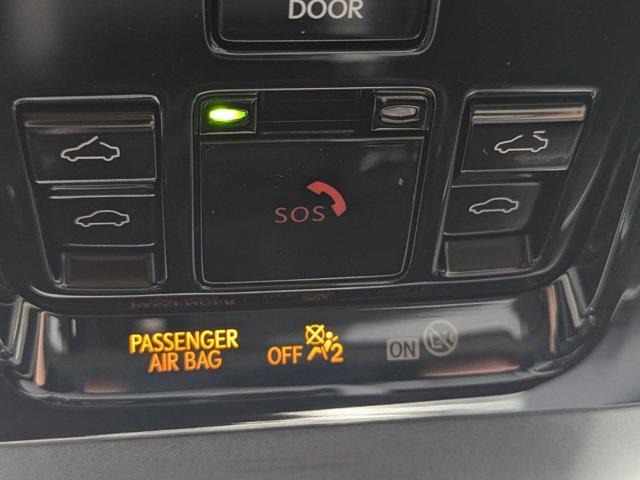 DOOR
SOS
PASSENGER
AIR BAG
OFF 2
ON